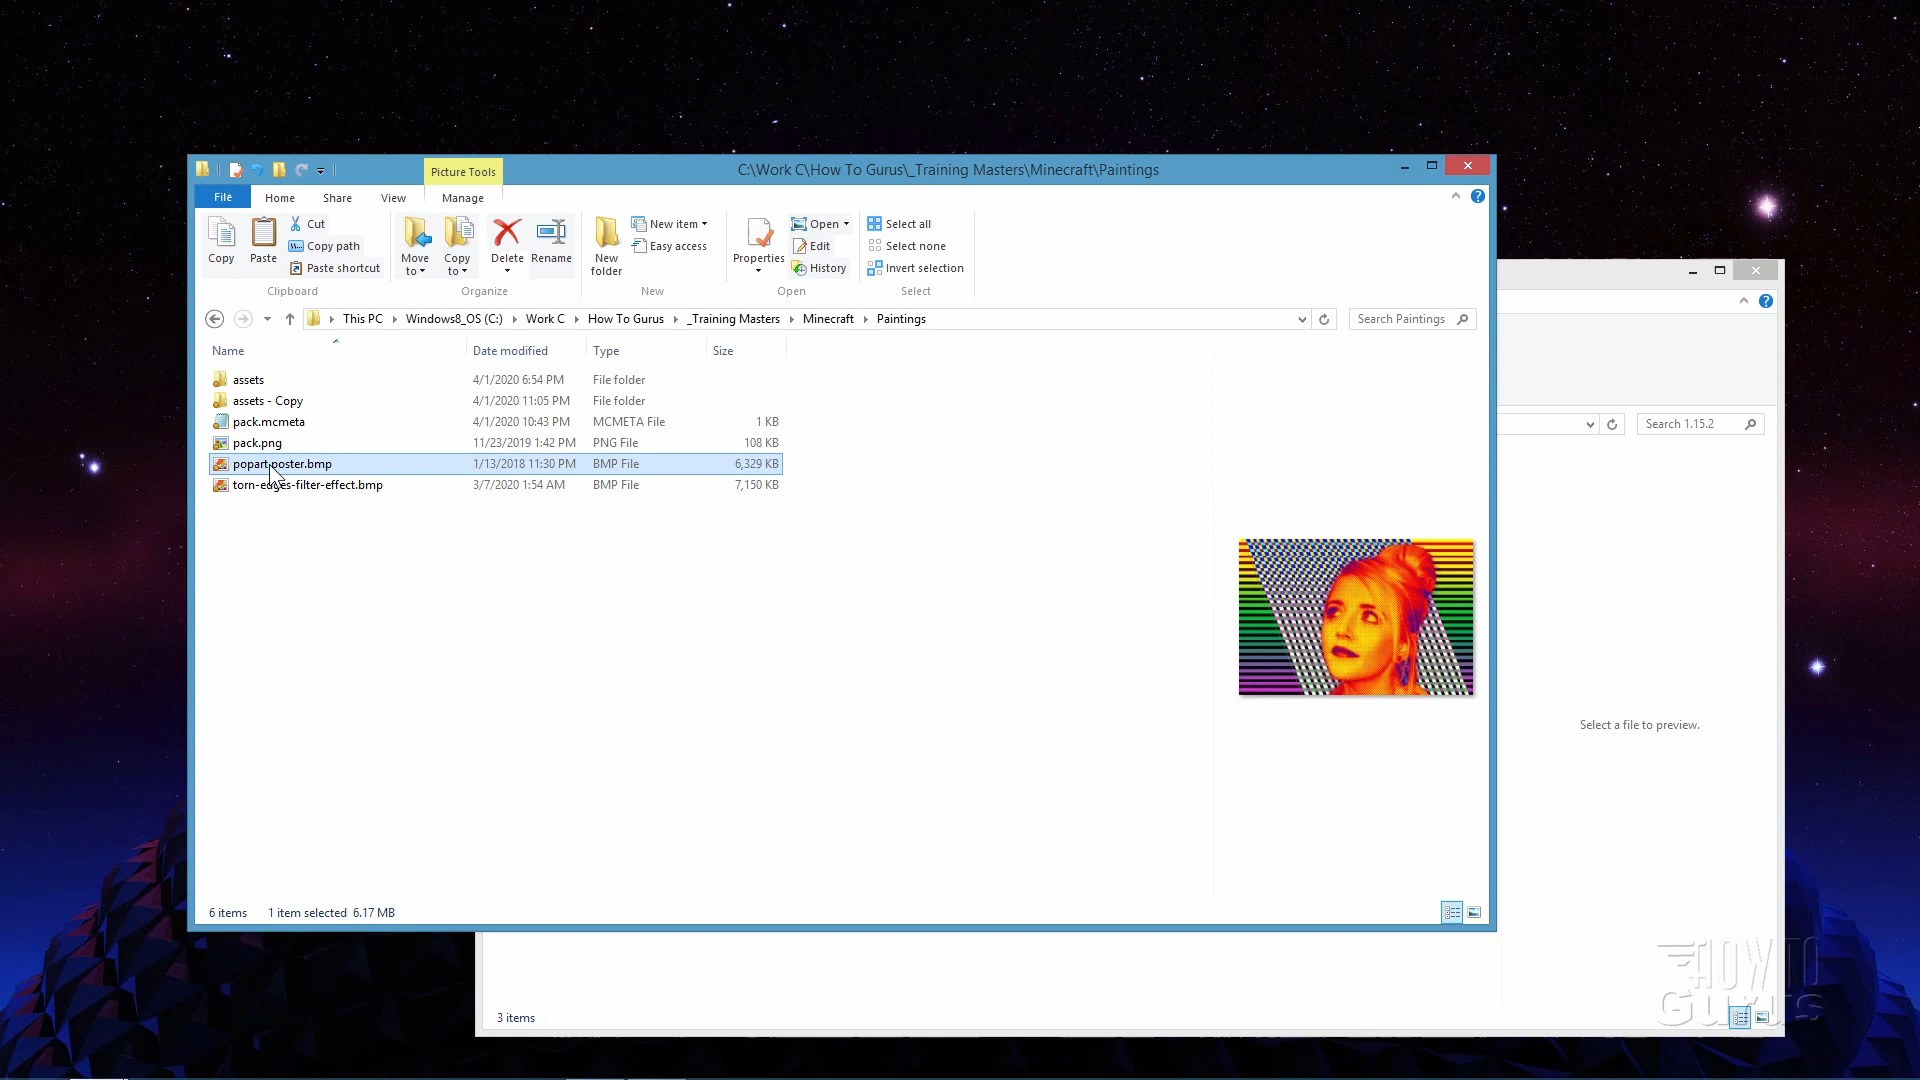 Picture Tools
C:\Work C\How To Gurus\_Training Masters\Minecraft\Paintings
File Home Share View Manage
Copy
Paste
Cut
Copy path
Paste shortcut
Clipboard
Move to
Copy to
Delete
Rename
Organize
New folder
New item
Easy access
New
Properties
Open
Edit
History
Open
Select all
Select none
Invert selection
Select
This PC Windows8_OS (C:) Work C How To Gurus _Training Masters Minecraft Paintings
Search Paintings
Name Date modified Type Size
assets 4/1/2020 6:54 PM File folder
assets - Copy 4/1/2020 11:05 PM File folder
pack.mcmeta 4/1/2020 10:43 PM MCMETA File 1 KB
pack.png 11/23/2019 1:42 PM PNG File 108 KB
popart-poster.bmp 1/13/2018 11:30 PM BMP File 6,329 KB
torn-edges-filter-effect.bmp 3/7/2020 1:54 AM BMP File 7,150 KB
6 items 1 item selected 6.17 MB
Search 1.15.2
Select a file to preview.
3 items
HOW TO
GURUS